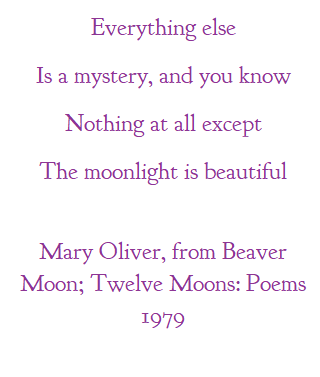 Everything else
Is a mystery, and you know
Nothing at all except
The moonlight is beautiful
Mary Oliver, from Beaver
Moon; Twelve Moons: Poems
1979